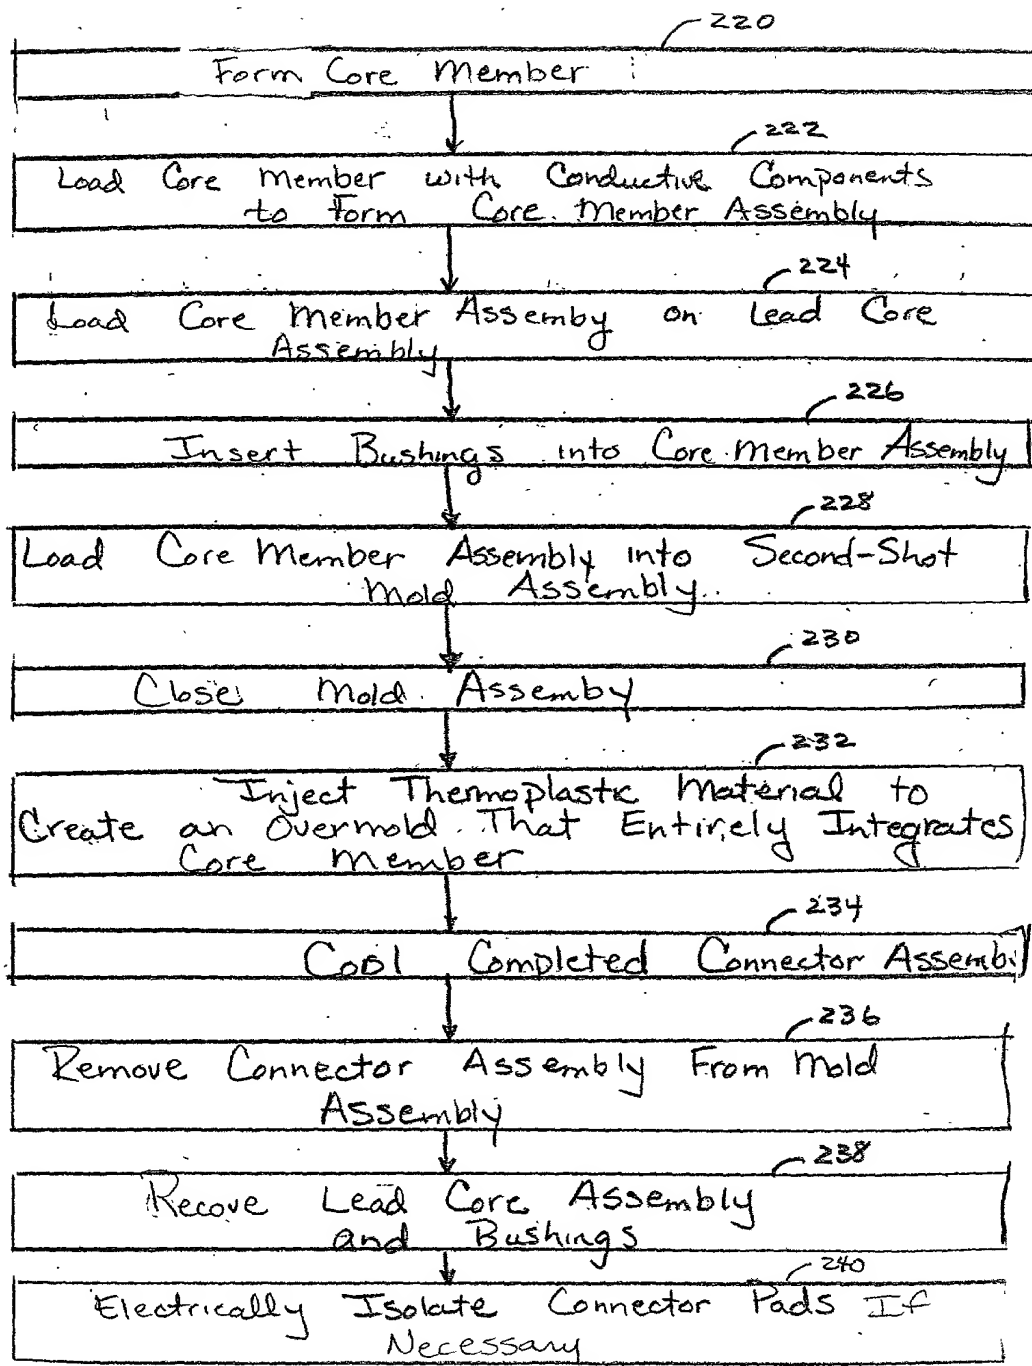 220
Form Core Member
222
Load Core Member with Conductive Components
to Form Core Member Assembly
224
Load Core Member Assemby on Lead Core
Assembly
226
Insert Bushings into Core Member Assembly
228
Load Core Member Assembly into Second-Shot
Mold Assembly
230
Close Mold Assemby
232
Inject Thermoplastic Material to
Create an Overmold That Entirely Integrates
Core Member
234
Cool Completed Connector Assembl
236
Remove Connector Assembly From Mold
Assembly
238
Recove Lead Core Assembly
and Bushings
240
Electrically Isolate Connector Pads If
Necessary